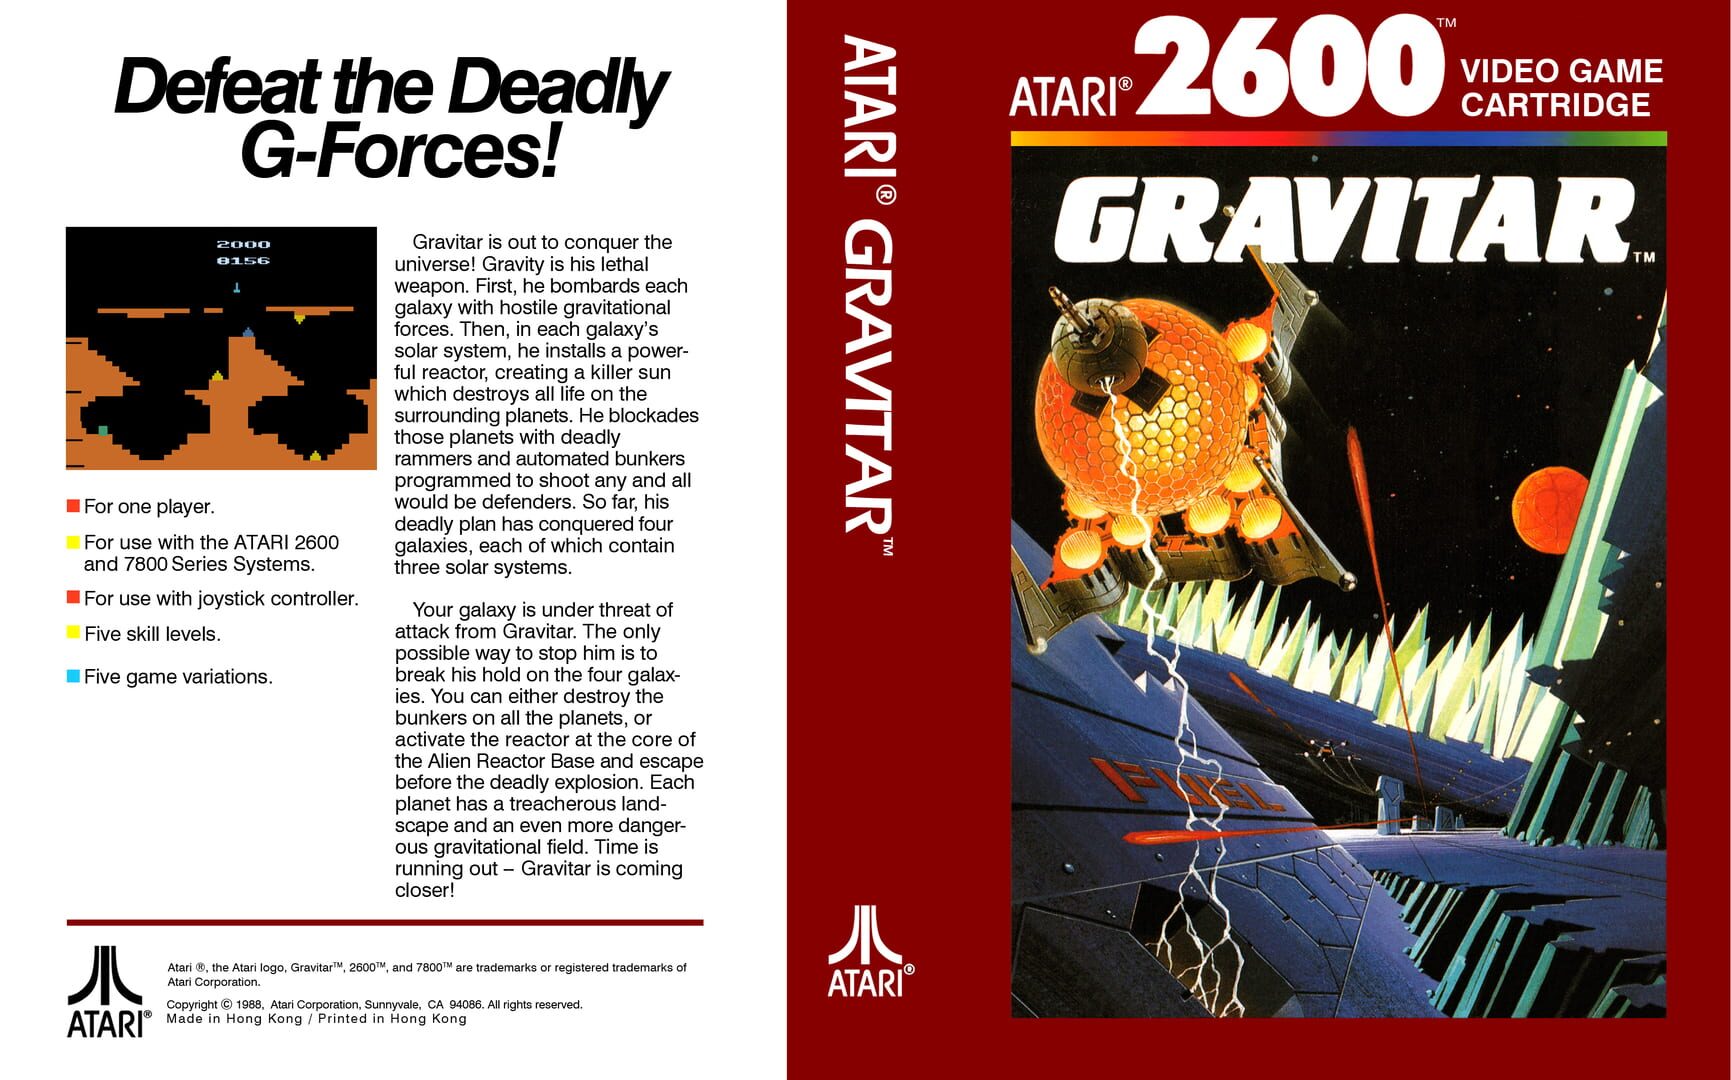 Defeat the Deadly
G-Forces!
2000
8156
For one player.
For use with the ATARI 2600
and 7800 Series Systems.
For use with joystick controller.
Five skill levels.
Five game variations.
Gravitar is out to conquer the
universe! Gravity is his lethal
weapon. First, he bombards each
galaxy with hostile gravitational
forces. Then, in each galaxy’s
solar system, he installs a power-
ful reactor, creating a killer sun
which destroys all life on the
surrounding planets. He blockades
those planets with deadly
rammers and automated bunkers
programmed to shoot any and all
would be defenders. So far, his
deadly plan has conquered four
galaxies, each of which contain
three solar systems.
Your galaxy is under threat of
attack from Gravitar. The only
possible way to stop him is to
break his hold on the four galax-
ies. You can either destroy the
bunkers on all the planets, or
activate the reactor at the core of
the Alien Reactor Base and escape
before the deadly explosion. Each
planet has a treacherous land-
scape and an even more danger-
ous gravitational field. Time is
running out – Gravitar is coming
closer!
ATARI®
Atari ®, the Atari logo, Gravitar™, 2600™, and 7800™ are trademarks or registered trademarks of
Atari Corporation.
Copyright © 1988, Atari Corporation, Sunnyvale, CA 94086. All rights reserved.
Made in Hong Kong / Printed in Hong Kong
ATARI® GRAVITAR™
ATARI®
ATARI® 2600™ VIDEO GAME
CARTRIDGE
GRAVITAR™
FUEL